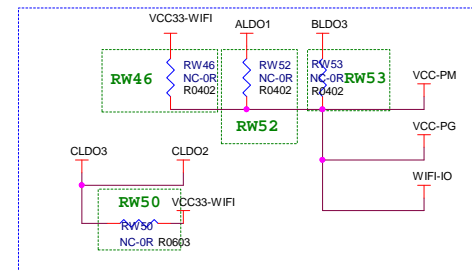 VCC33-WIFI
ALDO1
BLDO3
RW46
RW46
NC-0R
R0402
RW52
NC-0R
R0402
RW53
NC-0R
R0402
RW53
VCC-PM
RW52
VCC-PG
CLDO3
CLDO2
WIFI-IO
RW50
VCC33-WIFI
RW50
NC-0R R0603